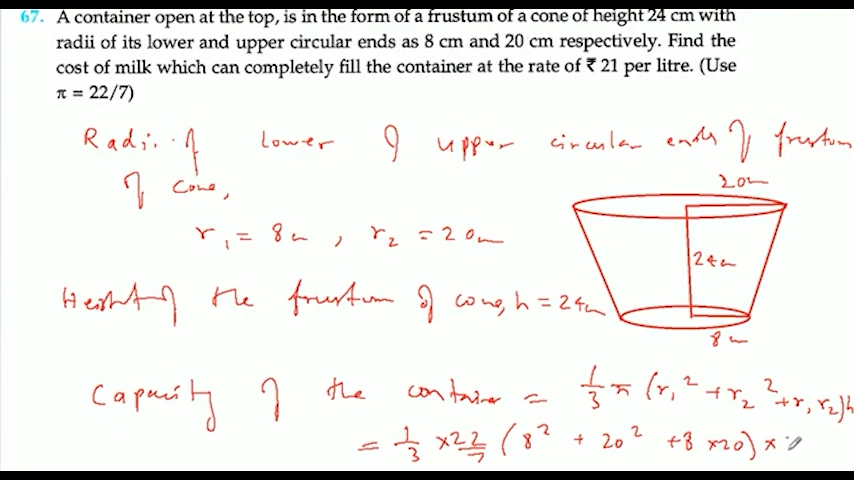 67. A container open at the top, is in the form of a frustum of a cone of height 24 cm with
radii of its lower and upper circular ends as 8 cm and 20 cm respectively. Find the
cost of milk which can completely fill the container at the rate of ₹ 21 per litre. (Use
π = 22/7)
Radii of lower & upper circular ends of frustum
of cone,
20cm
r₁ = 8cm, r₂ = 20cm
24cm
Height of the frustum of cone, h = 24cm
8cm
Capacity of the container = 1/3 π (r₁² + r₂² + r₁ r₂)h
= 1/3 × 22/7 (8² + 20² + 8 × 20) ×